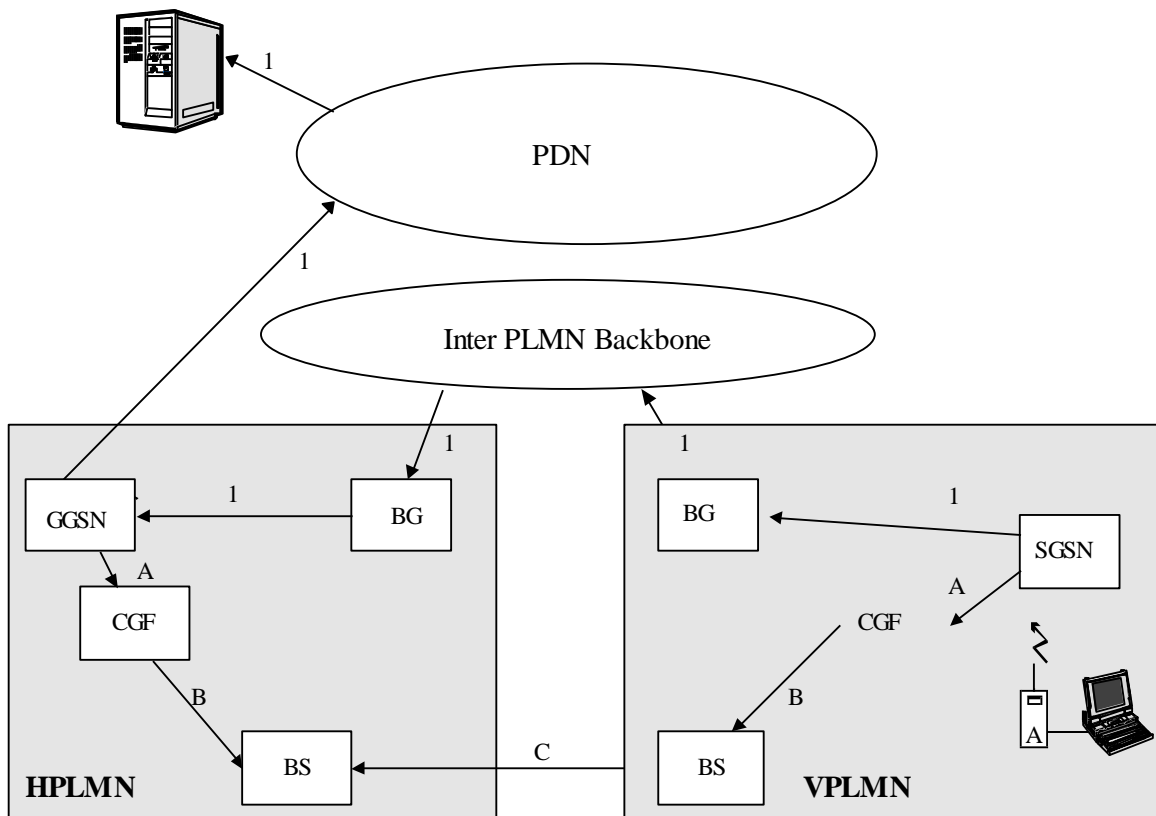 1
PDN
1
Inter PLMN Backbone
1
1
GGSN
1
BG
BG
1
SGSN
A
CGF
A
CGF
B
B
A
BS
C
BS
HPLMN
VPLMN